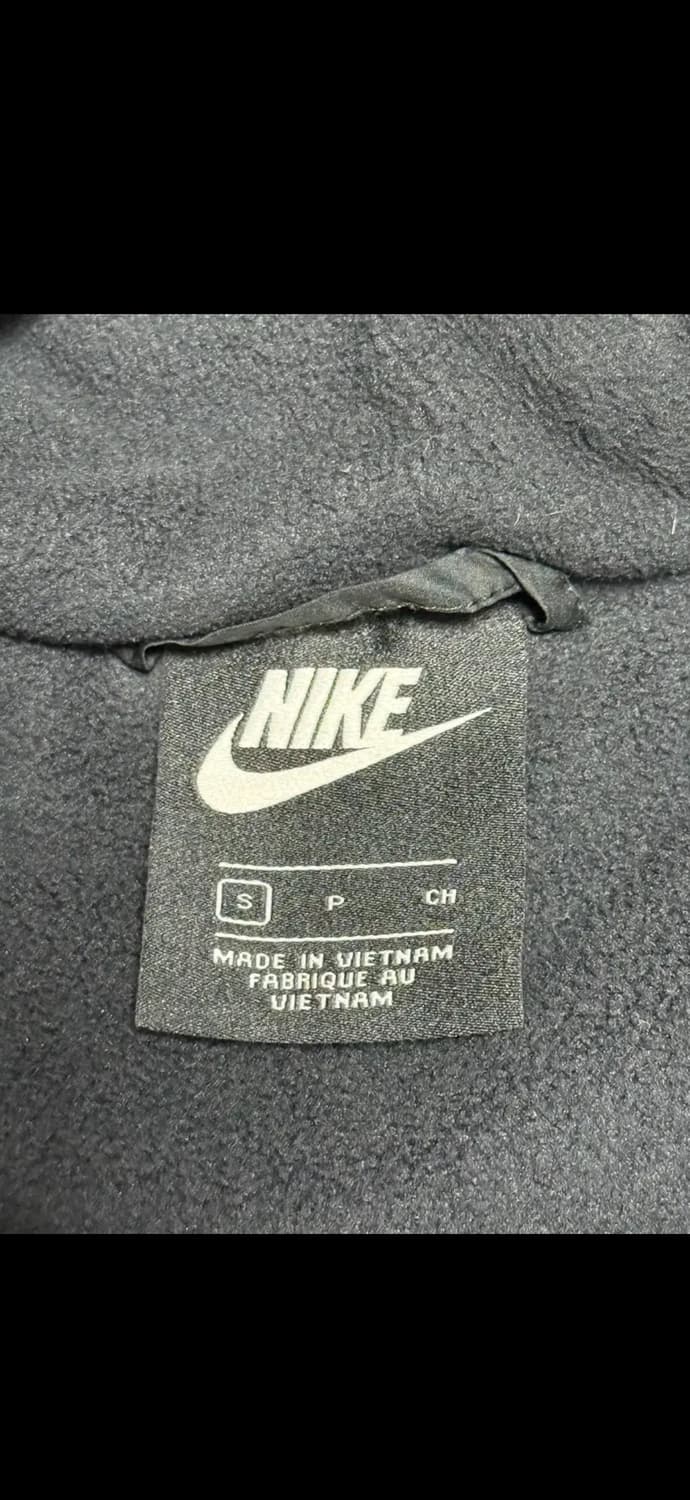 NIKE
S P CH
MADE IN VIETNAM
FABRIQUE AU
VIETNAM